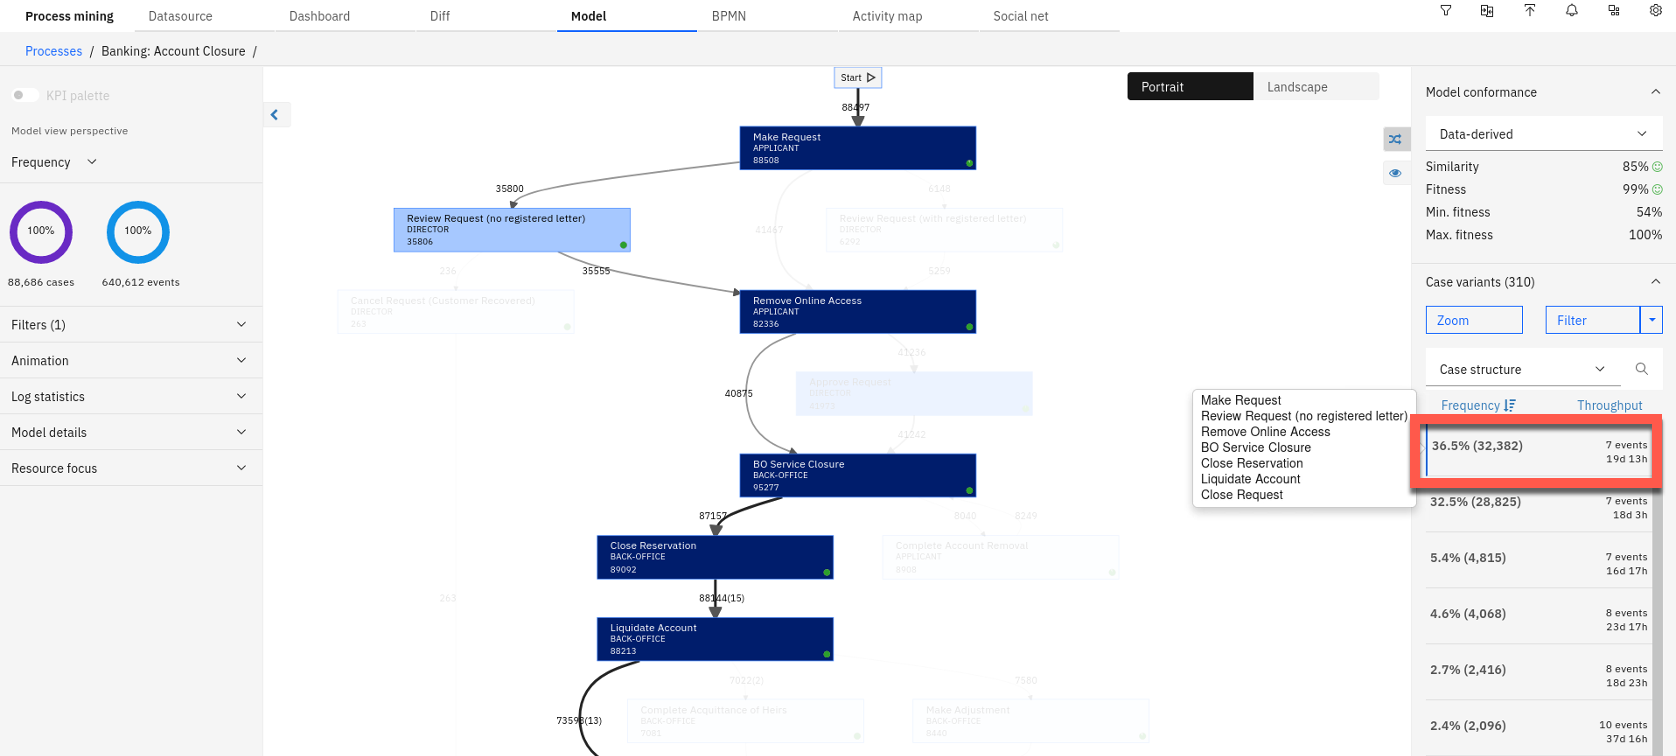 Process mining
Datasource
Dashboard
Diff
Model
BPMN
Activity map
Social net
Processes / Banking: Account Closure /
KPI palette
Model view perspective
Frequency
100%
100%
88,686 cases
640,612 events
Filters (1)
Animation
Log statistics
Model details
Resource focus
Start
88497
Portrait
Landscape
Make Request
APPLICANT
88508
35800
6148
Review Request (no registered letter)
DIRECTOR
35806
Review Request (with registered letter)
DIRECTOR
6292
41467
236
35555
5259
Cancel Request (Customer Recovered)
DIRECTOR
263
Remove Online Access
APPLICANT
82336
41236
Approve Request
DIRECTOR
40875
41242
BO Service Closure
BACK-OFFICE
95277
87157
8040
8249
Close Reservation
BACK-OFFICE
89092
Complete Account Removal
APPLICANT
8908
263
88144(15)
Liquidate Account
BACK-OFFICE
88213
7022(2)
7580
73593(13)
Complete Acquittance of Heirs
BACK-OFFICE
7081
Make Adjustment
BACK-OFFICE
8440
Make Request
Review Request (no registered letter)
Remove Online Access
BO Service Closure
Close Reservation
Liquidate Account
Close Request
Model conformance
Data-derived
Similarity 85%
Fitness 99%
Min. fitness 54%
Max. fitness 100%
Case variants (310)
Zoom
Filter
Case structure
Frequency
Throughput
36.5% (32,382)
7 events
19d 13h
32.5% (28,825)
7 events
18d 3h
5.4% (4,815)
7 events
16d 17h
4.6% (4,068)
8 events
23d 17h
2.7% (2,416)
8 events
18d 23h
2.4% (2,096)
10 events
37d 16h